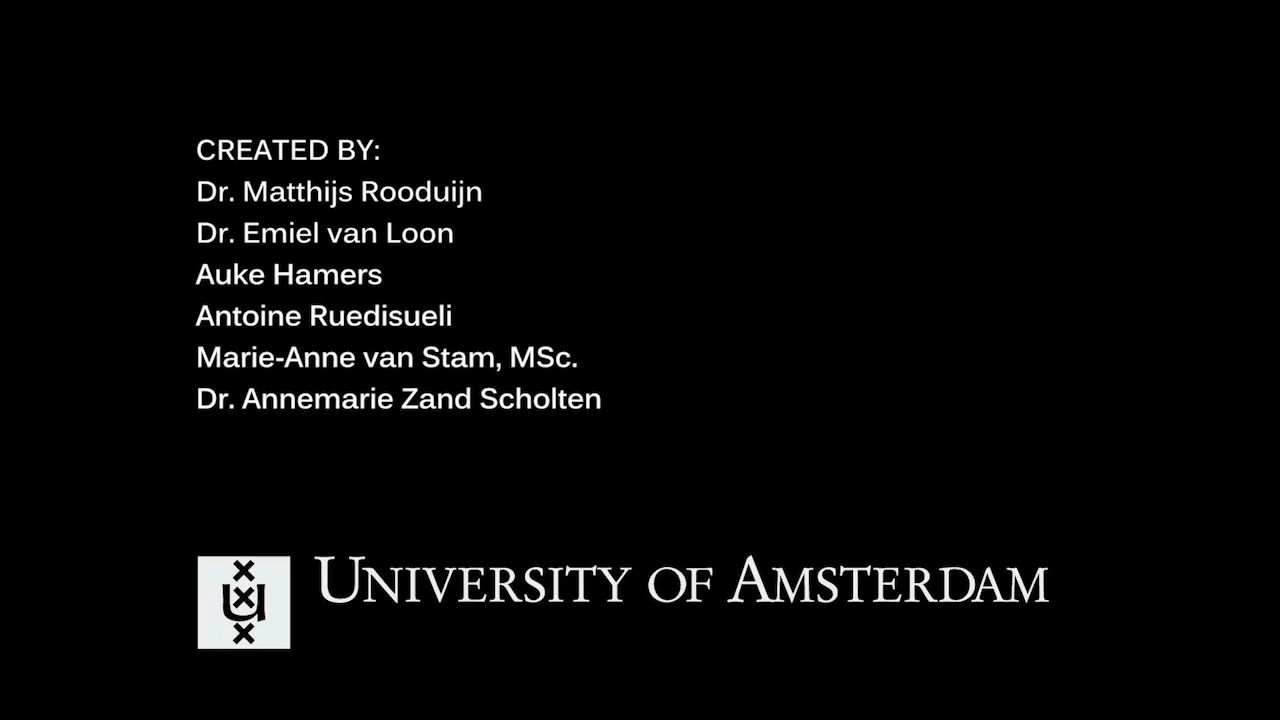 CREATED BY:
Dr. Matthijs Rooduijn
Dr. Emiel van Loon
Auke Hamers
Antoine Ruedisueli
Marie-Anne van Stam, MSc.
Dr. Annemarie Zand Scholten
UNIVERSITY OF AMSTERDAM